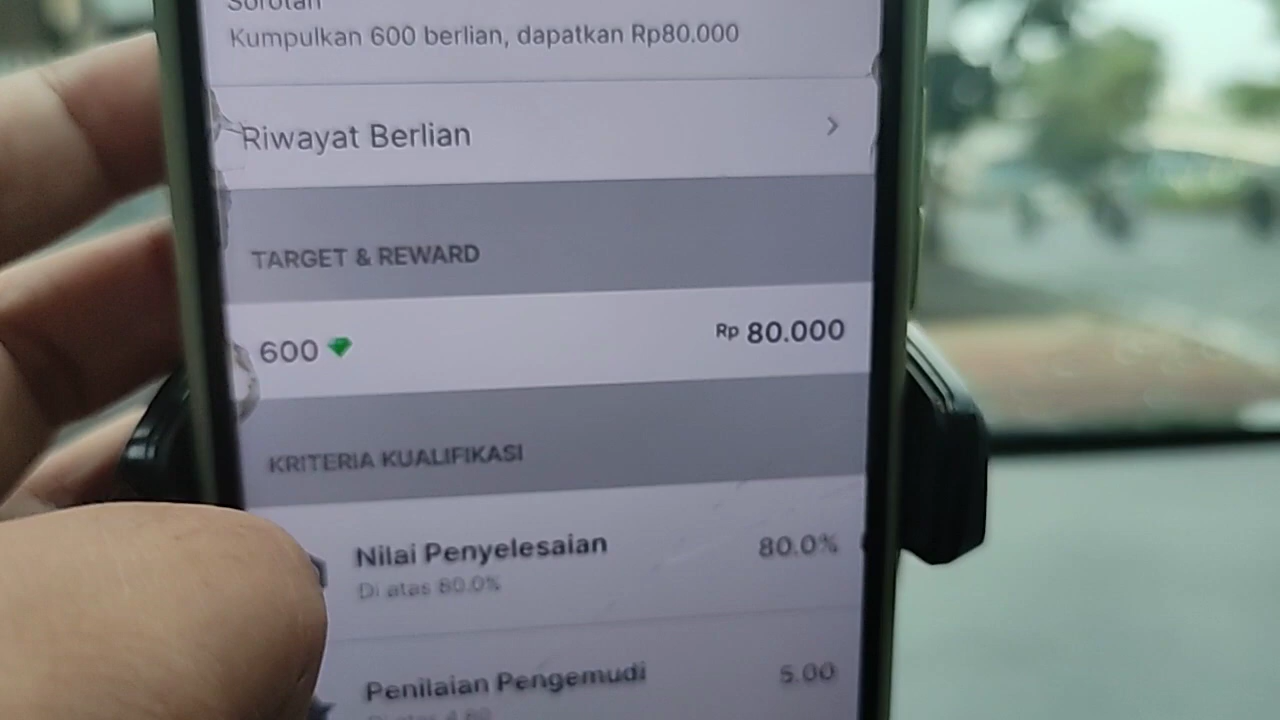 Sorotan
Kumpulkan 600 berlian, dapatkan Rp80.000
Riwayat Berlian
TARGET & REWARD
600
Rp 80.000
KRITERIA KUALIFIKASI
Nilai Penyelesaian
80.0%
Di atas 80.0%
Penilaian Pengemudi
5.00